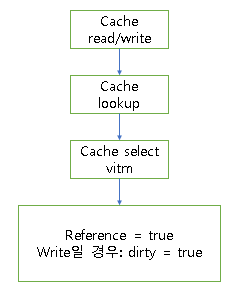 Cache
read/write
Cache
lookup
Cache select
vitm
Reference = true
Write일 경우: dirty = true